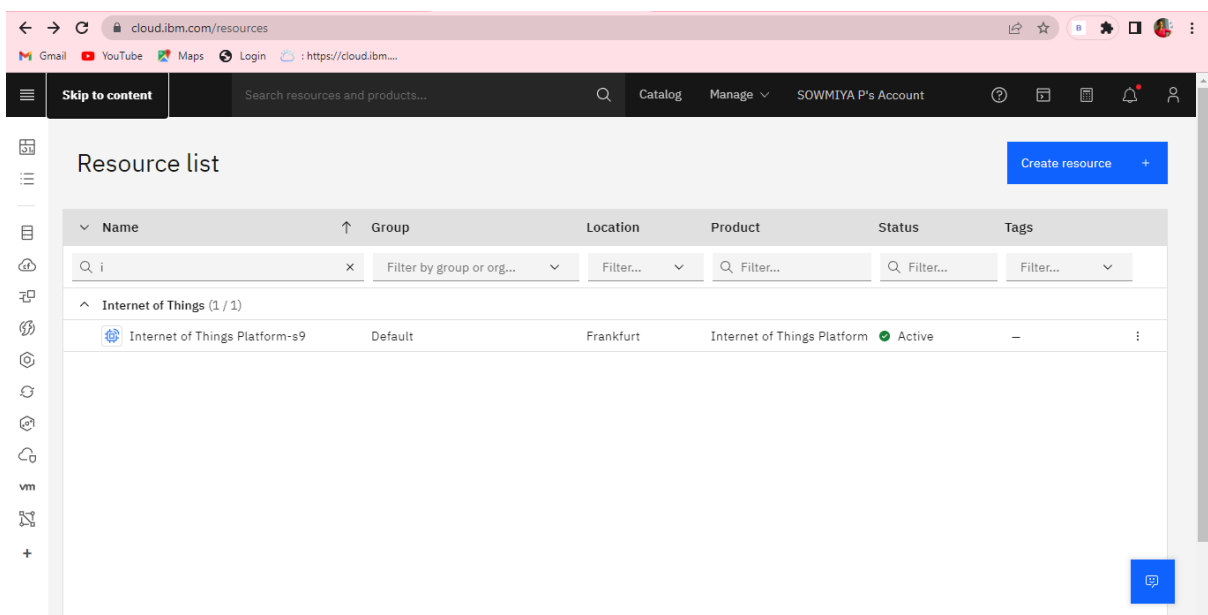 cloud.ibm.com/resources
Gmail YouTube Maps Login : https://cloud.ibm....
Skip to content Search resources and products... Catalog Manage SOWMIYA P's Account
Resource list Create resource +
Name Group Location Product Status Tags
i Filter by group or org... Filter... Filter... Filter... Filter...
Internet of Things (1 / 1)
Internet of Things Platform-s9 Default Frankfurt Internet of Things Platform Active –
vm